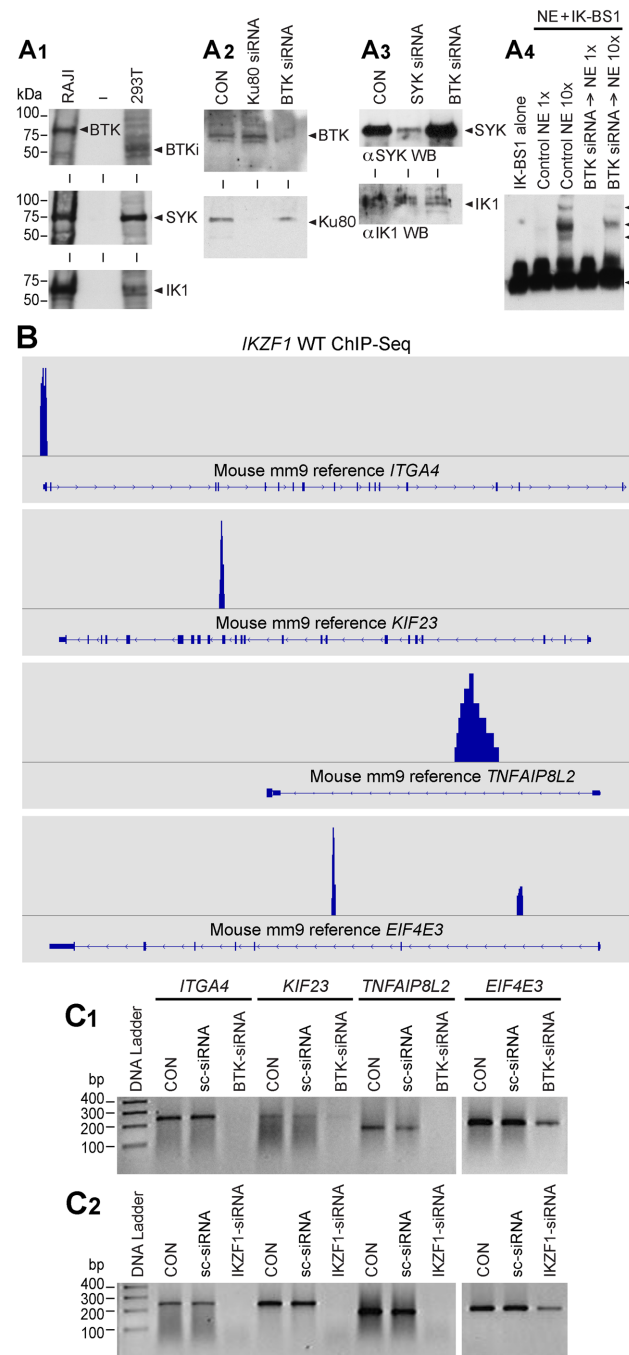 A1
kDa
RAJI
–
293T
100
75
50
BTK
BTKi
100
75
50
SYK
75
50
IK1
A2
CON
Ku80 siRNA
BTK siRNA
BTK
Ku80
A3
CON
SYK siRNA
BTK siRNA
SYK
αSYK WB
IK1
αIK1 WB
A4
NE+IK-BS1
IK-BS1 alone
Control NE 1x
Control NE 10x
BTK siRNA → NE 1x
BTK siRNA → NE 10x
B
IKZF1 WT ChIP-Seq
Mouse mm9 reference ITGA4
Mouse mm9 reference KIF23
Mouse mm9 reference TNFAIP8L2
Mouse mm9 reference EIF4E3
ITGA4 KIF23 TNFAIP8L2 EIF4E3
C1
DNA Ladder
CON
sc-siRNA
BTK-siRNA
CON
sc-siRNA
BTK-siRNA
CON
sc-siRNA
BTK-siRNA
CON
sc-siRNA
BTK-siRNA
bp
400
300
200
100
C2
DNA Ladder
CON
sc-siRNA
IKZF1-siRNA
CON
sc-siRNA
IKZF1-siRNA
CON
sc-siRNA
IKZF1-siRNA
CON
sc-siRNA
IKZF1-siRNA
bp
400
300
200
100